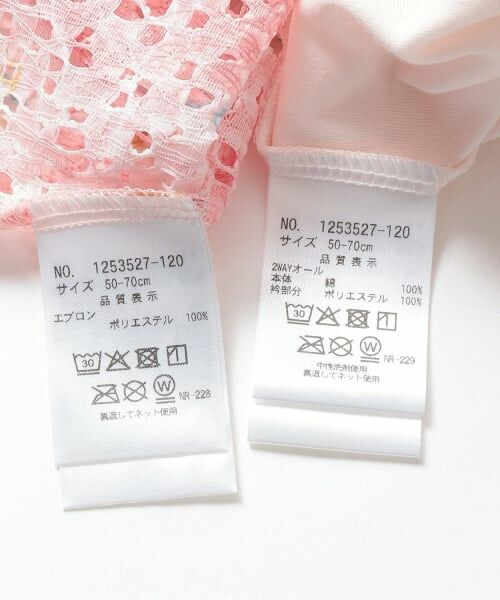 NO. 1253527-120
サイズ 50-70cm
品質表示
エプロン
ポリエステル 100%
30
NR-228
裏返してネット使用
NO. 1253527-120
サイズ 50-70cm
品質表示
2WAYオール
本体 綿 100%
衿部分 ポリエステル 100%
30
NR-229
中性洗剤使用
裏返してネット使用